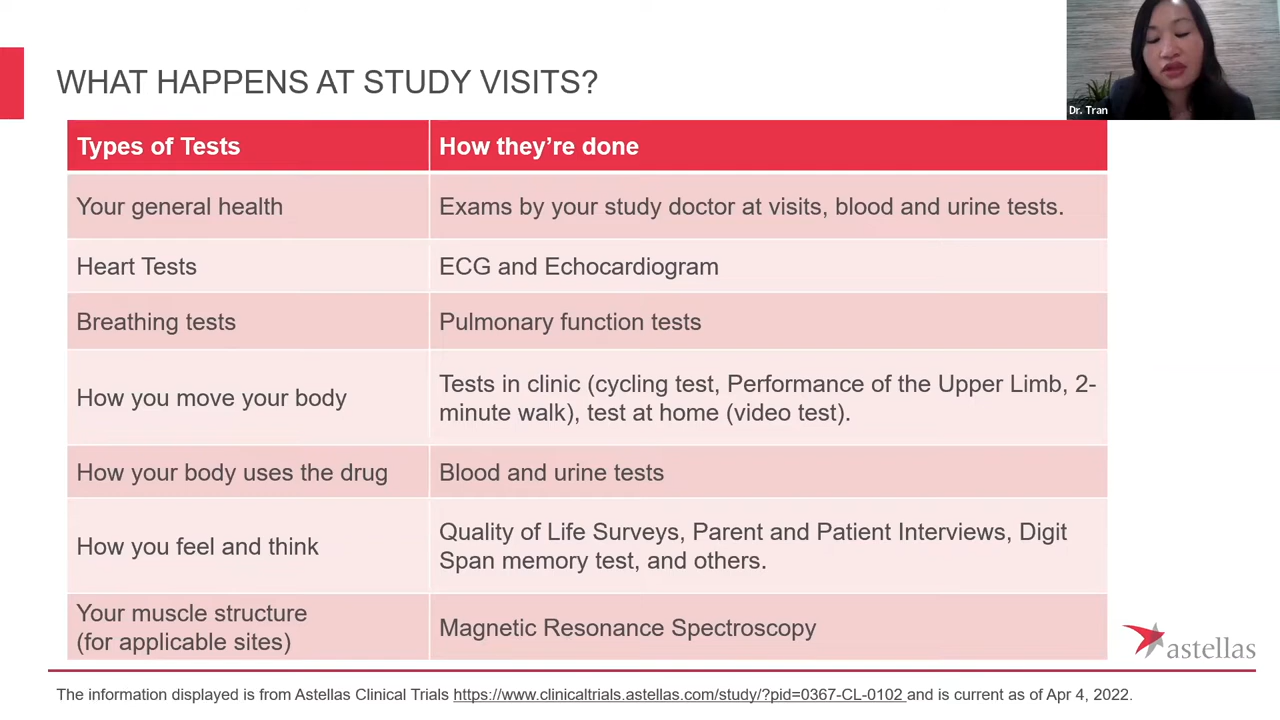 WHAT HAPPENS AT STUDY VISITS?
Dr. Tran
Types of Tests
How they’re done
Your general health
Exams by your study doctor at visits, blood and urine tests.
Heart Tests
ECG and Echocardiogram
Breathing tests
Pulmonary function tests
How you move your body
Tests in clinic (cycling test, Performance of the Upper Limb, 2-
minute walk), test at home (video test).
How your body uses the drug
Blood and urine tests
How you feel and think
Quality of Life Surveys, Parent and Patient Interviews, Digit
Span memory test, and others.
Your muscle structure
(for applicable sites)
Magnetic Resonance Spectroscopy
astellas
The information displayed is from Astellas Clinical Trials https://www.clinicaltrials.astellas.com/study/?pid=0367-CL-0102 and is current as of Apr 4, 2022.